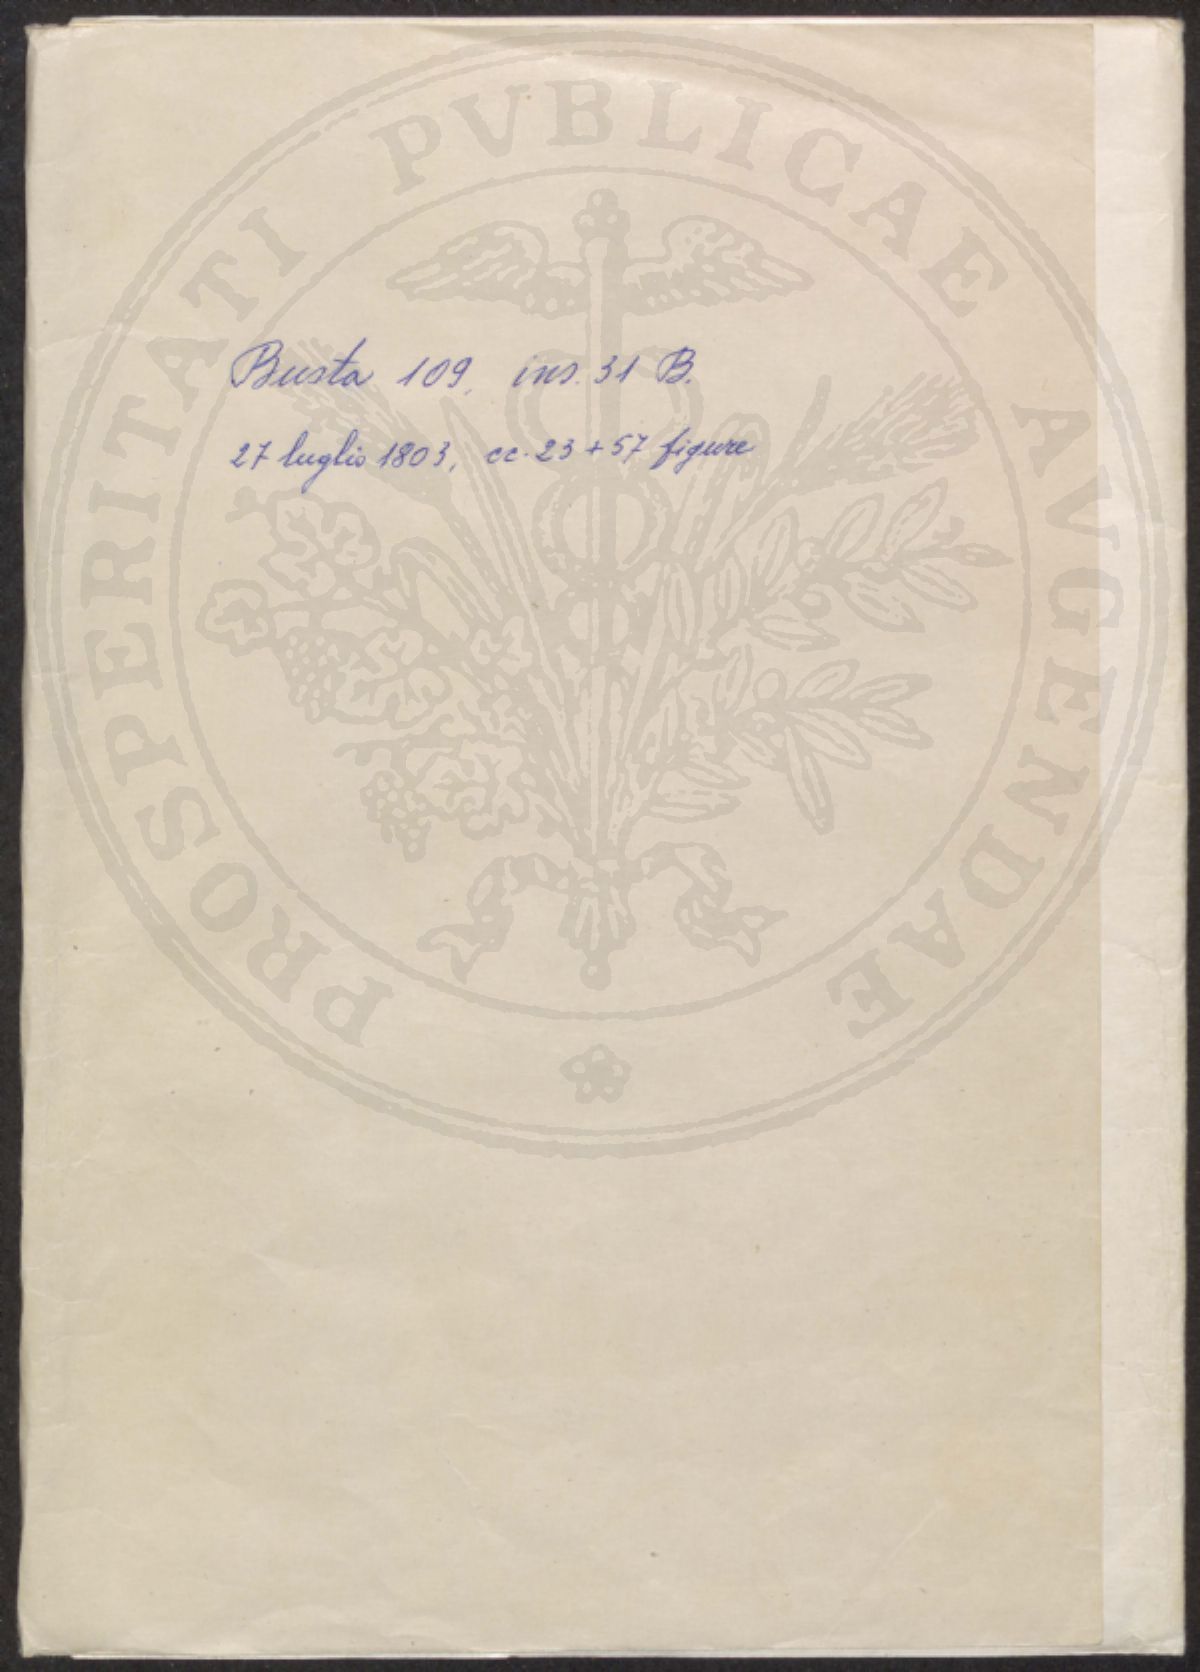 PROSPERITATI PVBLICAE AVGENDAE
Busta 109, ins. 31 B.
27 luglio 1803, cc. 23 + 57 figure